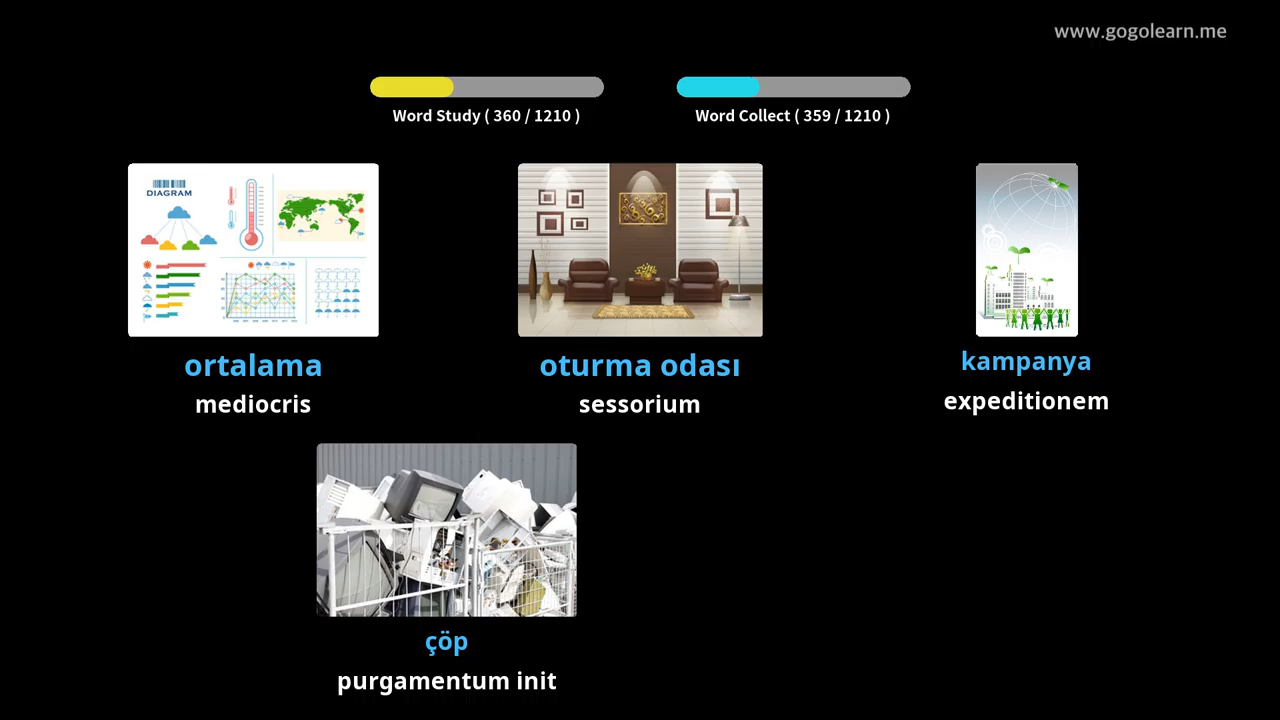 www.gogolearn.me
Word Study ( 360 / 1210 )
Word Collect ( 359 / 1210 )
DIAGRAM
ortalama
mediocris
oturma odası
sessorium
kampanya
expeditionem
çöp
purgamentum init